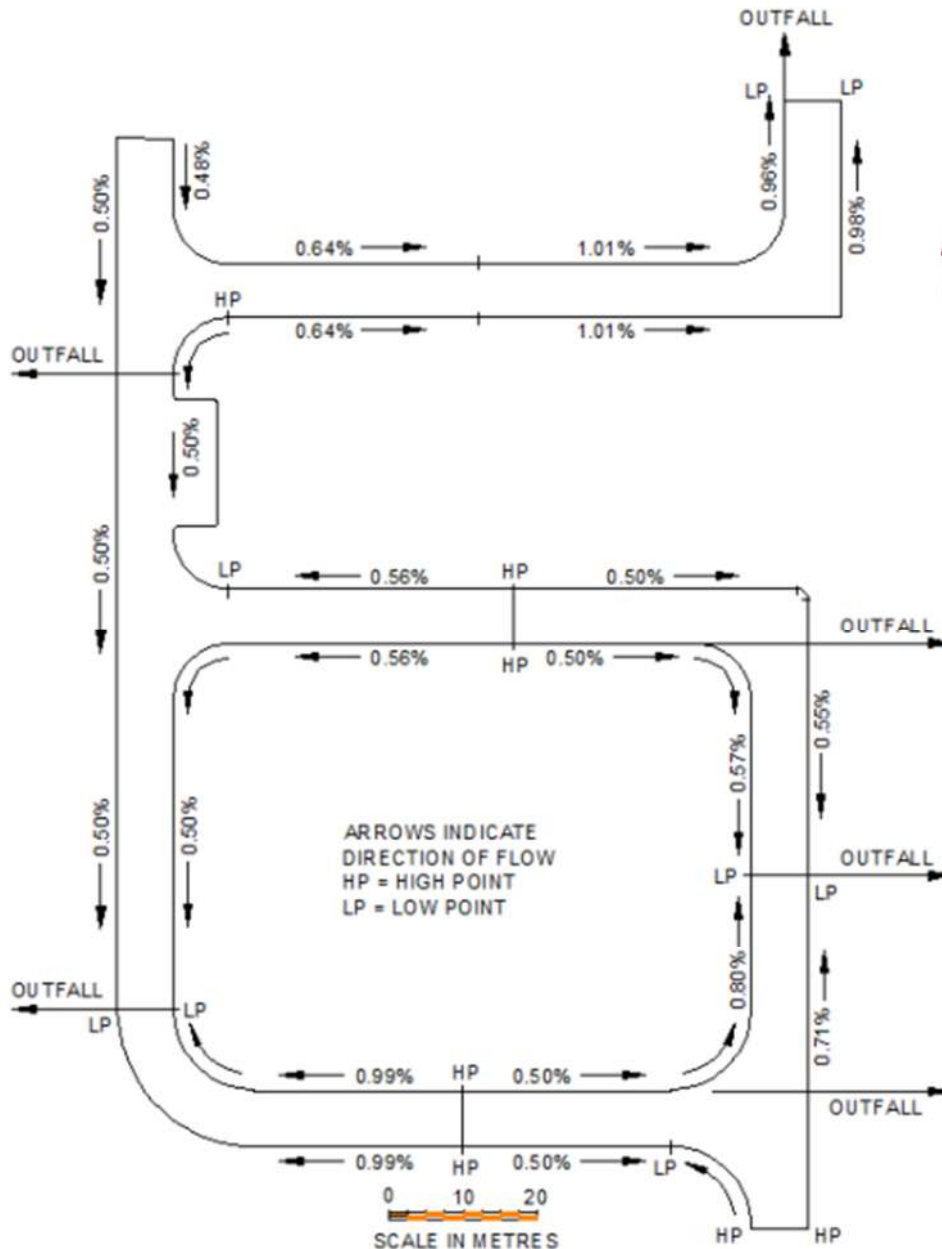 OUTFALL
LP LP
0.50%
0.48%
0.96%
0.98%
0.64% 1.01%
HP
0.64% 1.01%
OUTFALL
0.50%
0.50%
LP 0.56% HP 0.50%
OUTFALL
0.56% HP 0.50%
0.55%
0.57%
0.50%
0.50%
ARROWS INDICATE
DIRECTION OF FLOW
HP = HIGH POINT
LP = LOW POINT
OUTFALL
LP LP
0.80%
0.71%
OUTFALL
LP
LP
0.99% HP 0.50%
OUTFALL
0.99% HP 0.50% LP
0 10 20
SCALE IN METRES
HP HP